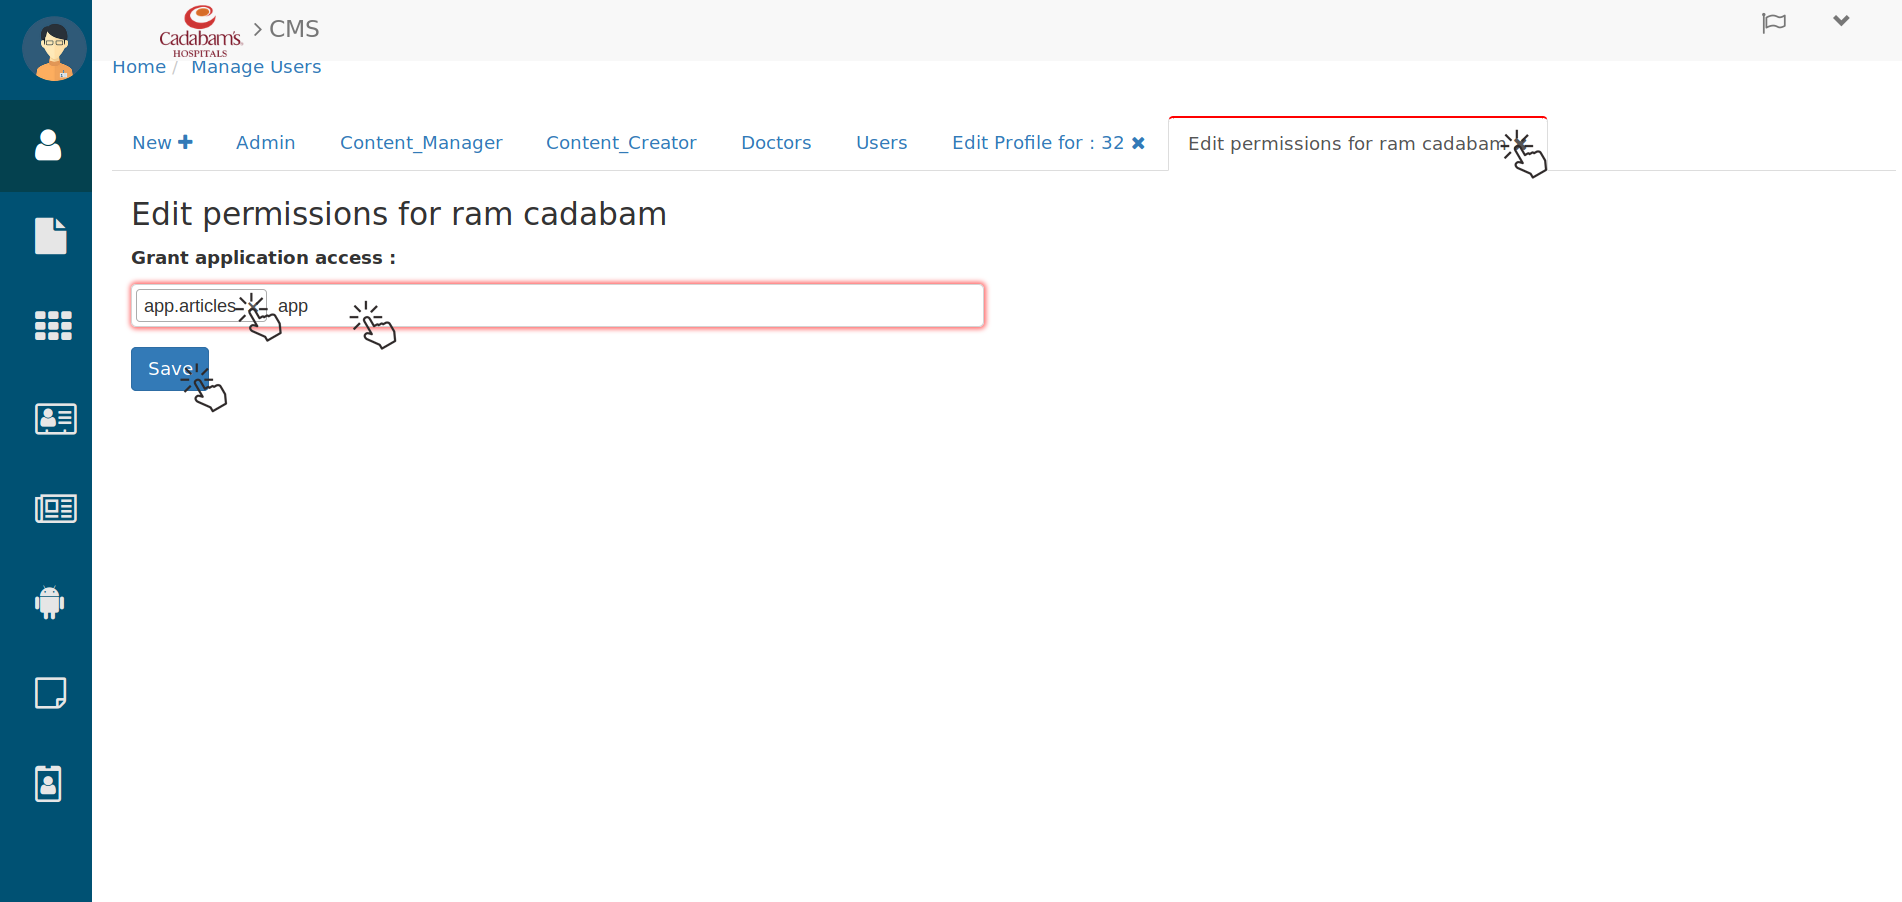 Cadabam's
HOSPITALS
CMS
Home / Manage Users
New Admin Content_Manager Content_Creator Doctors Users Edit Profile for : 32 Edit permissions for ram cadabam
Edit permissions for ram cadabam
Grant application access :
app.articles app
Save